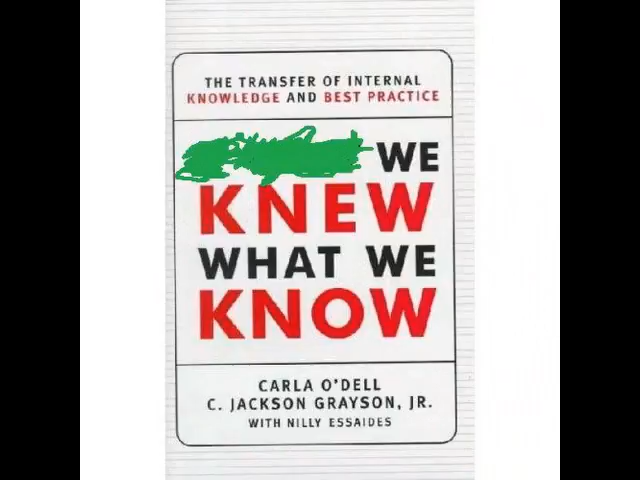 THE TRANSFER OF INTERNAL
KNOWLEDGE AND BEST PRACTICE
WE
KNEW
WHAT WE
KNOW
CARLA O'DELL
C. JACKSON GRAYSON, JR.
WITH NILLY ESSAIDES